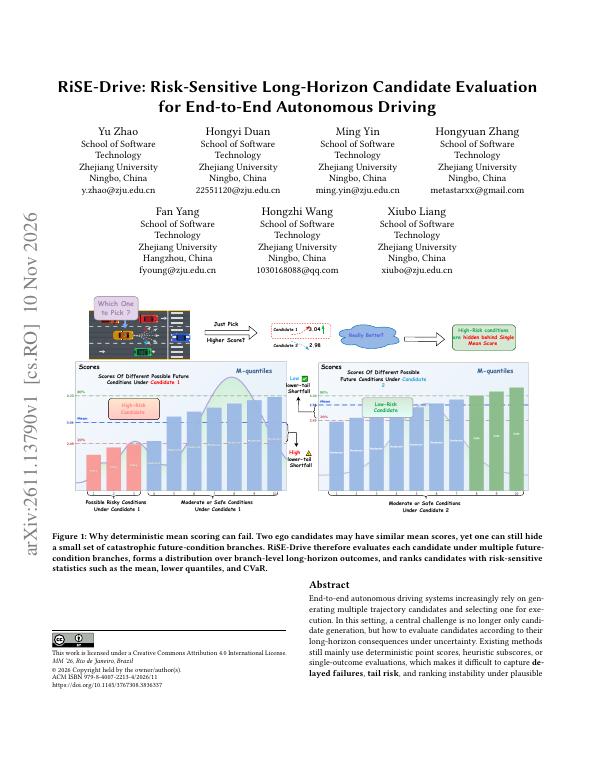 RiSE-Drive: Risk-Sensitive Long-Horizon Candidate Evaluation
for End-to-End Autonomous Driving
Yu Zhao
School of Software
Technology
Zhejiang University
Ningbo, China
y.zhao@zju.edu.cn
Hongyi Duan
School of Software
Technology
Zhejiang University
Ningbo, China
22551120@zju.edu.cn
Ming Yin
School of Software
Technology
Zhejiang University
Ningbo, China
ming.yin@zju.edu.cn
Hongyuan Zhang
School of Software
Technology
Zhejiang University
Ningbo, China
metastarxx@gmail.com
Fan Yang
School of Software
Technology
Zhejiang University
Hangzhou, China
fyoung@zju.edu.cn
Hongzhi Wang
School of Software
Technology
Zhejiang University
Ningbo, China
1030168088@qq.com
Xiubo Liang
School of Software
Technology
Zhejiang University
Ningbo, China
xiubo@zju.edu.cn
arXiv:2611.13790v1 [cs.RO] 10 Nov 2026
Which One
to Pick ?
Just Pick
Higher Score?
Candidate 1
3.04
Candidate 2
2.98
Really Better?
High-Risk conditions
are hidden behind Single
Mean Score
Scores
Scores Of Different Possible Future
Conditions Under Candidate 1
M-quantiles
High-Risk
Candidate
80%
Mean
20%
Possible Risky Conditions
Under Candidate 1
Moderate or Safe Conditions
Under Candidate 1
Low
lower-tail
Shortfall
High
lower-tail
Shortfall
Scores
Scores Of Different Possible
Future Conditions Under Candidate
2
M-quantiles
Low-Risk
Candidate
80%
Mean
20%
Moderate or Safe Conditions
Under Candidate 2
Figure 1: Why deterministic mean scoring can fail. Two ego candidates may have similar mean scores, yet one can still hide
a small set of catastrophic future-condition branches. RiSE-Drive therefore evaluates each candidate under multiple future-
condition branches, forms a distribution over branch-level long-horizon outcomes, and ranks candidates with risk-sensitive
statistics such as the mean, lower quantiles, and CVaR.
This work is licensed under a Creative Commons Attribution 4.0 International License.
MM '26, Rio de Janeiro, Brazil
© 2026 Copyright held by the owner/author(s).
ACM ISBN 979-8-4007-2213-4/2026/11
https://doi.org/10.1145/3767308.3836337
Abstract
End-to-end autonomous driving systems increasingly rely on gen-
erating multiple trajectory candidates and selecting one for exe-
cution. In this setting, a central challenge is no longer only candi-
date generation, but how to evaluate candidates according to their
long-horizon consequences under uncertainty. Existing methods
still mainly use deterministic point scores, heuristic subscores, or
single-outcome evaluations, which makes it difficult to capture de-
layed failures, tail risk, and ranking instability under plausible